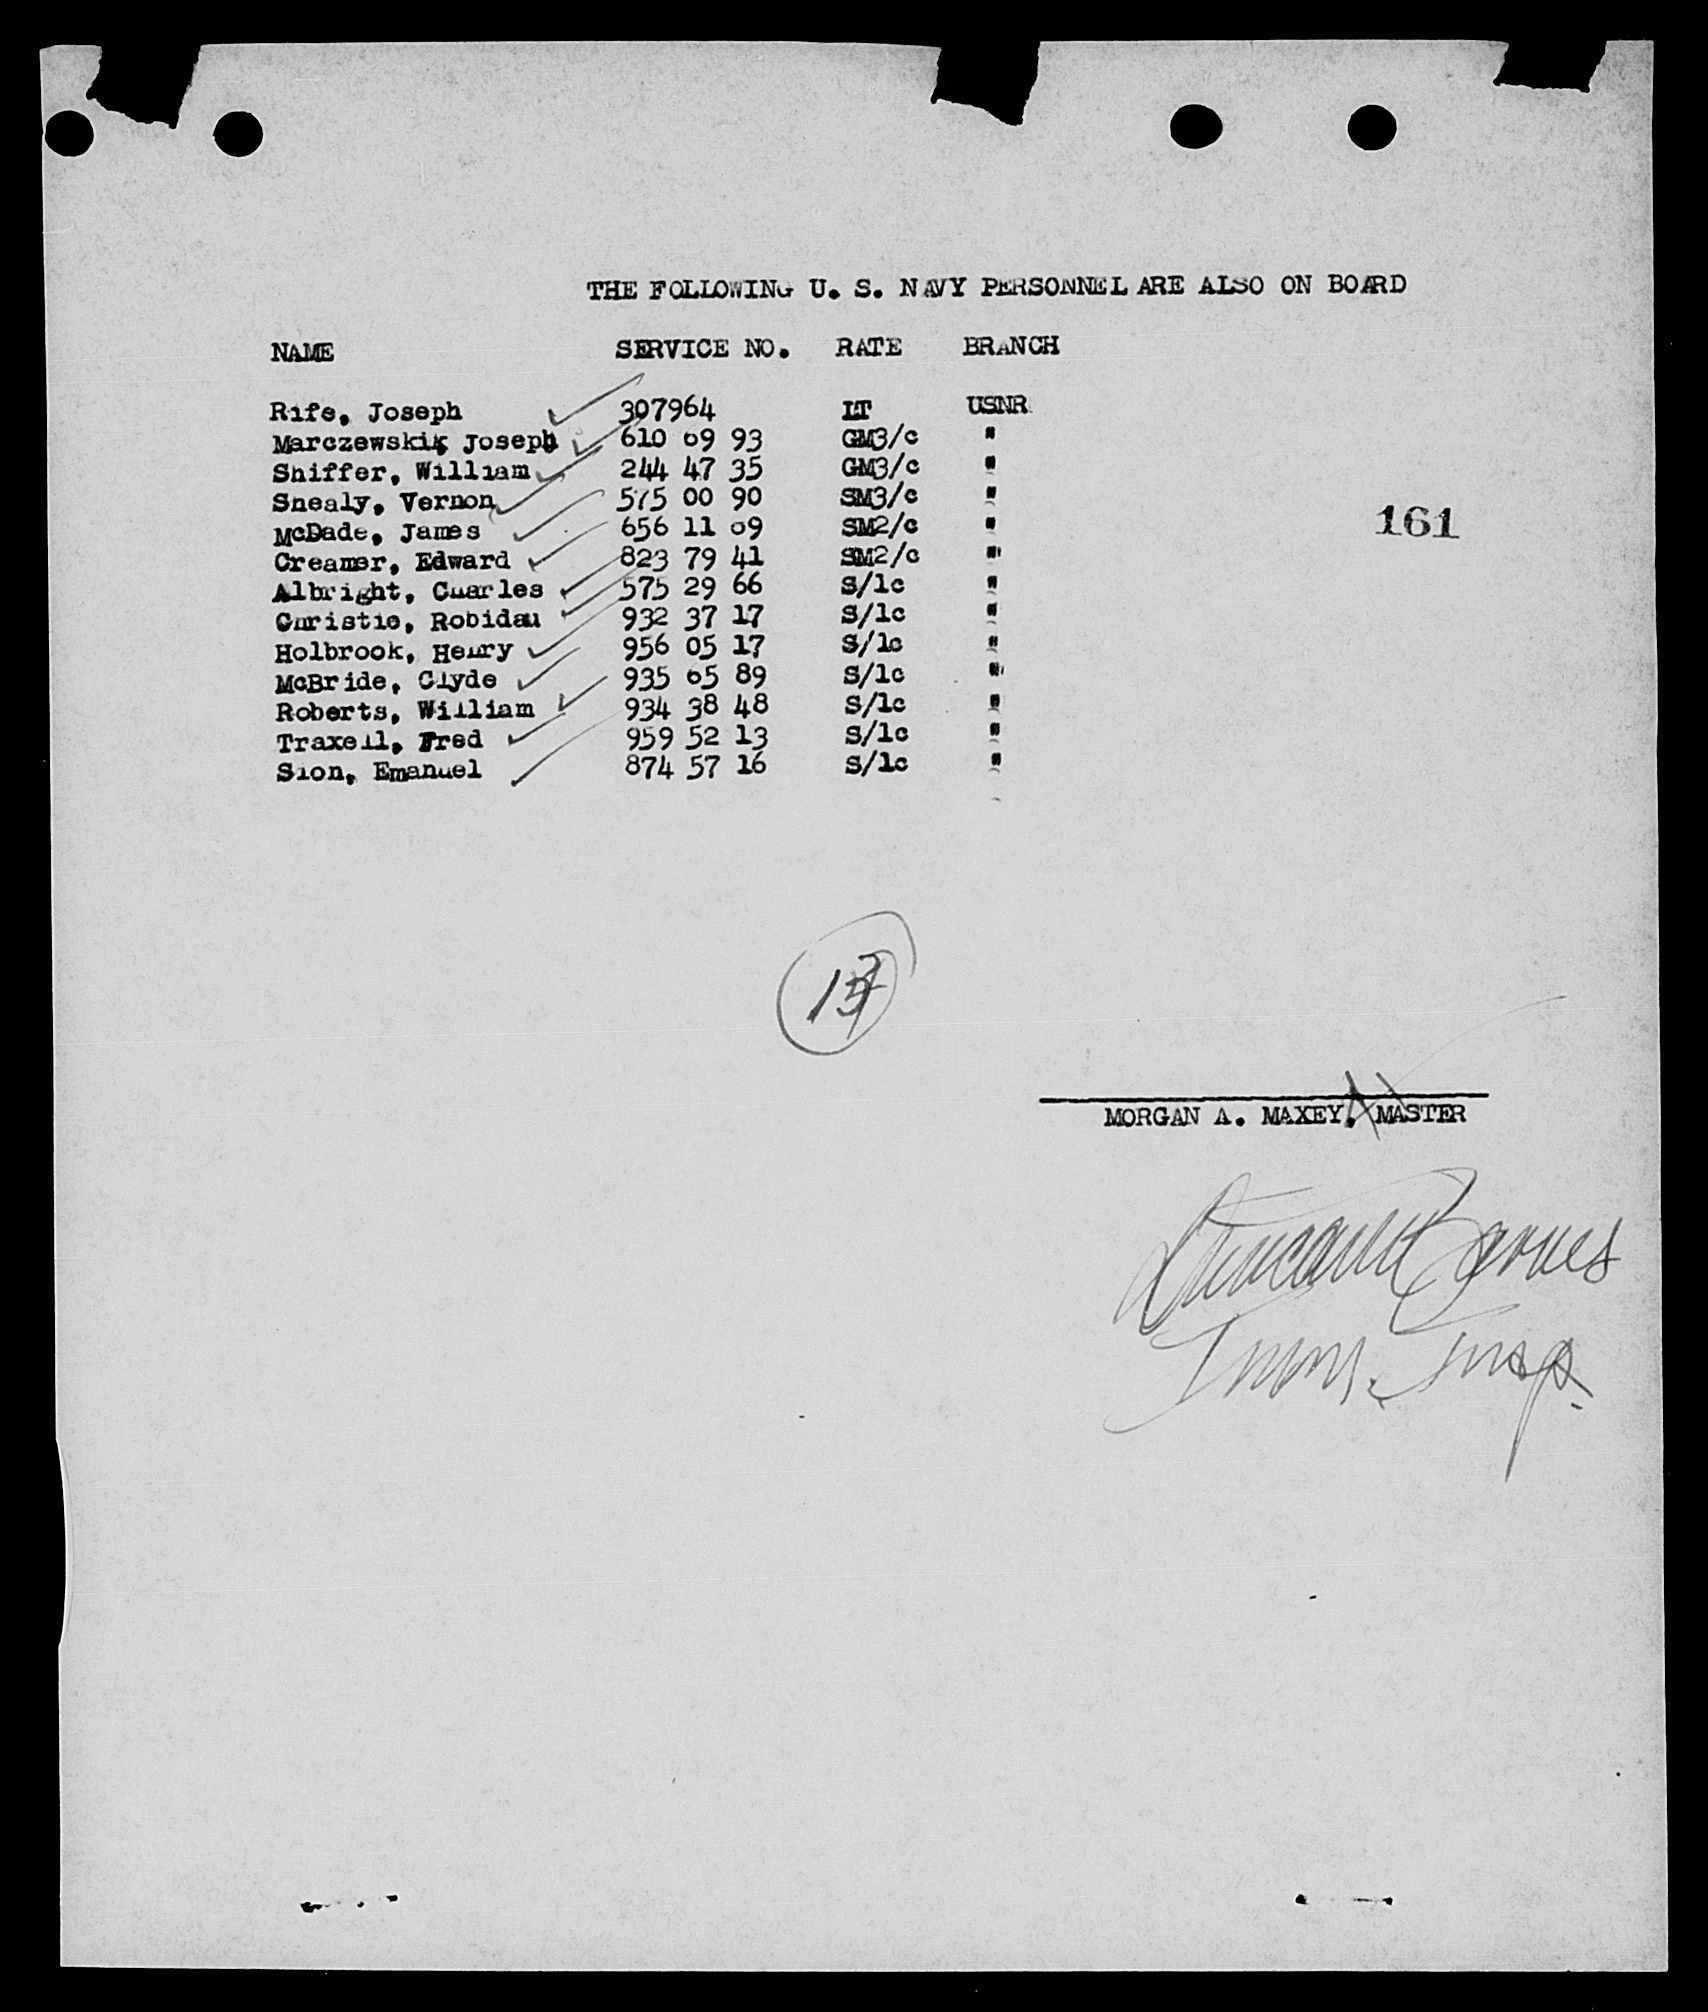 THE FOLLOWING U. S. NAVY PERSONNEL ARE ALSO ON BOARD
NAME SERVICE NO. RATE BRANCH
Rife, Joseph 307964 LT USNR
Marczewski, Joseph 610 69 93 GM3/c "
Shiffer, William 244 47 35 GM3/c "
Snealy, Vernon 575 00 90 SM3/c "
McDade, James 656 11 09 SM2/c "
161
Creamer, Edward 823 79 41 SM2/c "
Albright, Charles 575 29 66 S/1c "
Christie, Robidau 932 37 17 S/1c "
Holbrook, Henry 956 05 17 S/1c "
McBride, Clyde 935 65 89 S/1c "
Roberts, William 934 38 48 S/1c "
Traxell, Fred 959 52 13 S/1c "
Sion, Emanuel 874 57 16 S/1c "
MORGAN A. MAXEY, MASTER
Duncan Barnes
Imm. Insp.